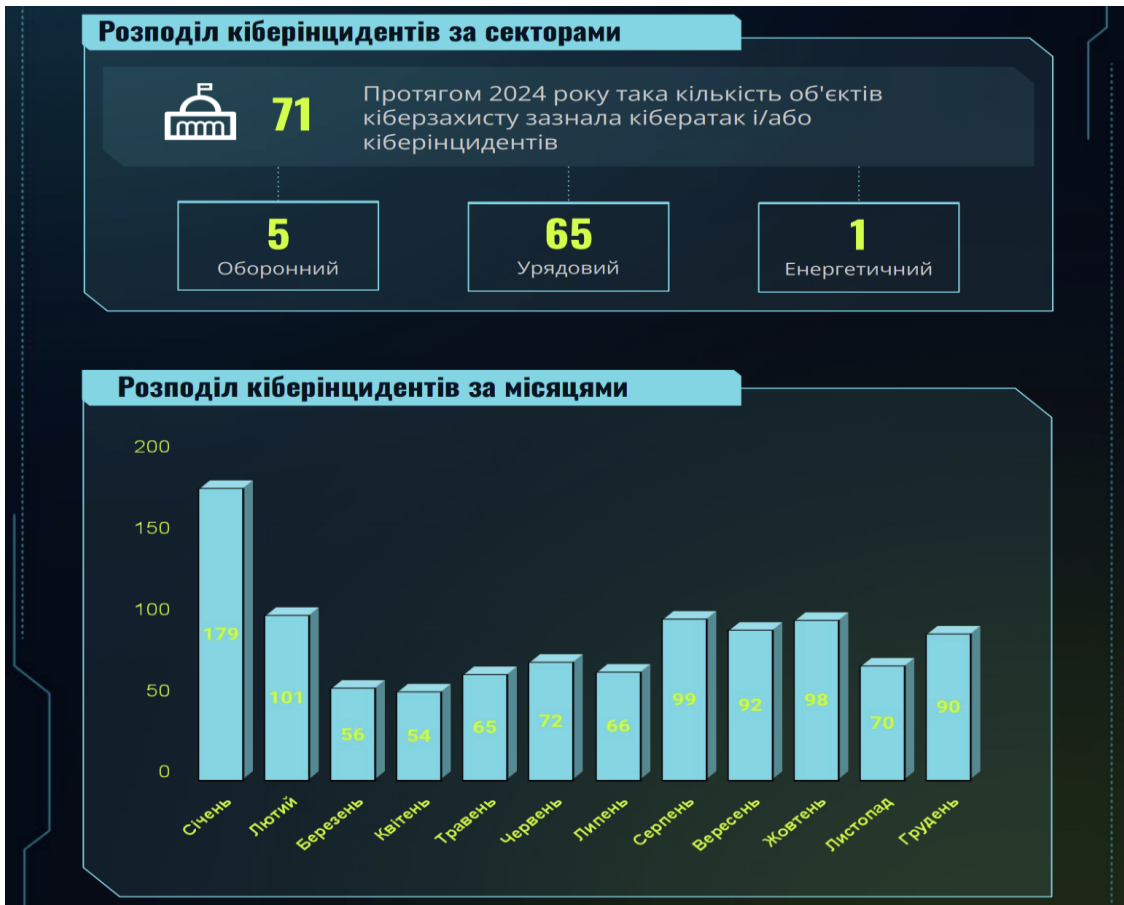 Розподіл кіберінцидентів за секторами
71
Протягом 2024 року така кількість об'єктів
кіберзахисту зазнала кібератак і/або
кіберінцидентів
5
Оборонний
65
Урядовий
1
Енергетичний
Розподіл кіберінцидентів за місяцями
200
150
100
50
0
179
101
56
54
65
72
66
99
92
98
70
90
Січень
Лютий
Березень
Квітень
Травень
Червень
Липень
Серпень
Вересень
Жовтень
Листопад
Грудень